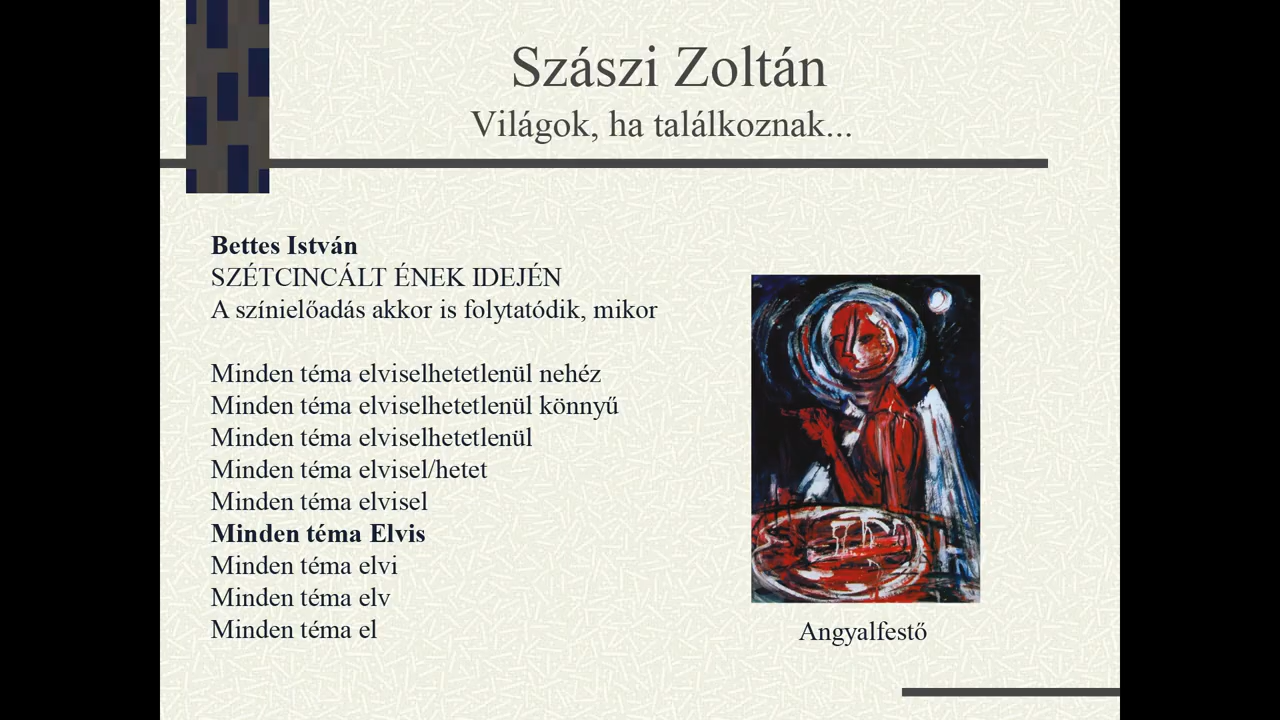 Szászi Zoltán
Világok, ha találkoznak...
Bettes István
SZÉTCINCÁLT ÉNEK IDEJÉN
A színielőadás akkor is folytatódik, mikor
Minden téma elviselhetetlenül nehéz
Minden téma elviselhetetlenül könnyű
Minden téma elviselhetetlenül
Minden téma elvisel/hetet
Minden téma elvisel
Minden téma Elvis
Minden téma elvi
Minden téma elv
Minden téma el
Angyalfestő